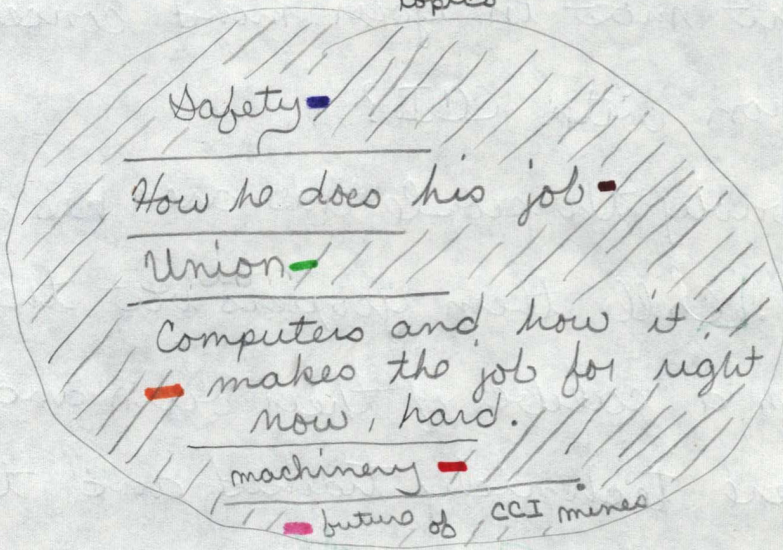 topics
Safety
How he does his job
Union
Computers and how it
makes the job for right
now, hard.
machinery
future of CCI mines